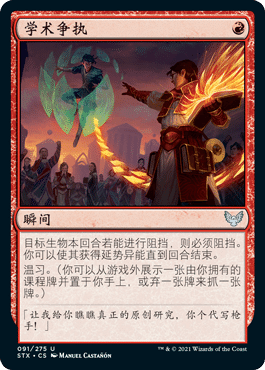 学术争执
瞬间
目标生物本回合若能进行阻挡，则必须阻挡。
你可以使其获得延势异能直到回合结束。
温习。（你可以从游戏外展示一张由你拥有的
课程牌并置于你手上，或弃一张牌来抓一张
牌。）
「让我给你瞧瞧真正的原创研究，你个代写枪
手！」
091/275 U
STX • CS MANUEL CASTAÑÓN
™ & © 2021 Wizards of the Coast